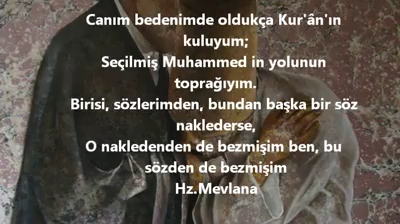 Canım bedenimde oldukça Kur'ân'ın
kuluyum;
Seçilmiş Muhammed in yolunun
toprağıyım.
Birisi, sözlerimden, bundan başka bir söz
naklederse,
O nakledenden de bezmişim ben, bu
sözden de bezmişim
Hz.Mevlana